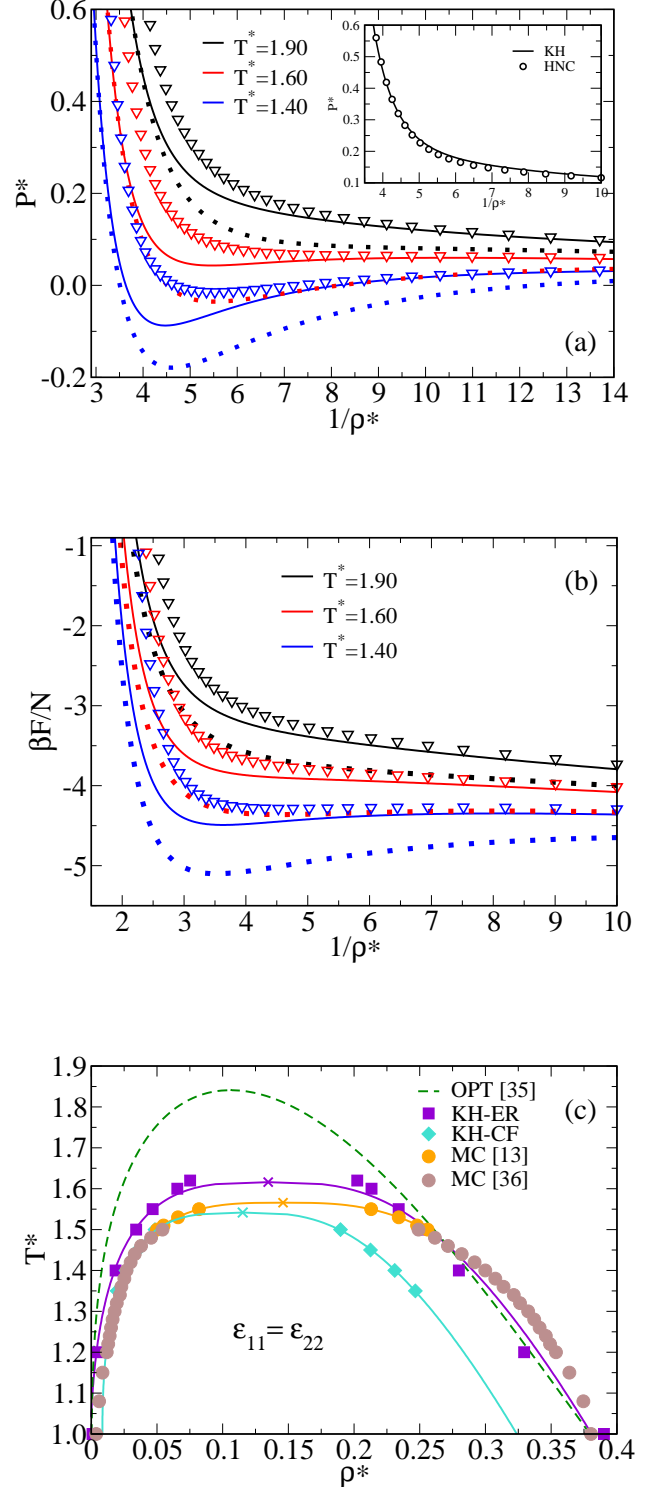 0.6
0.4
0.2
0.0
-0.2
P*
T*=1.90
T*=1.60
T*=1.40
0.6
0.5
0.4
0.3
0.2
0.1
P*
KH
HNC
4 5 6 7 8 9 10
1/ρ*
(a)
3 4 5 6 7 8 9 10 11 12 13 14
1/ρ*
-1
-2
-3
-4
-5
βF/N
T*=1.90
T*=1.60
T*=1.40
(b)
2 3 4 5 6 7 8 9 10
1/ρ*
1.9
1.8
1.7
1.6
1.5
1.4
1.3
1.2
1.1
1.0
T*
OPT [35]
KH-ER
KH-CF
MC [13]
MC [36]
(c)
ε11= ε22
0 0.05 0.1 0.15 0.2 0.25 0.3 0.35 0.4
ρ*